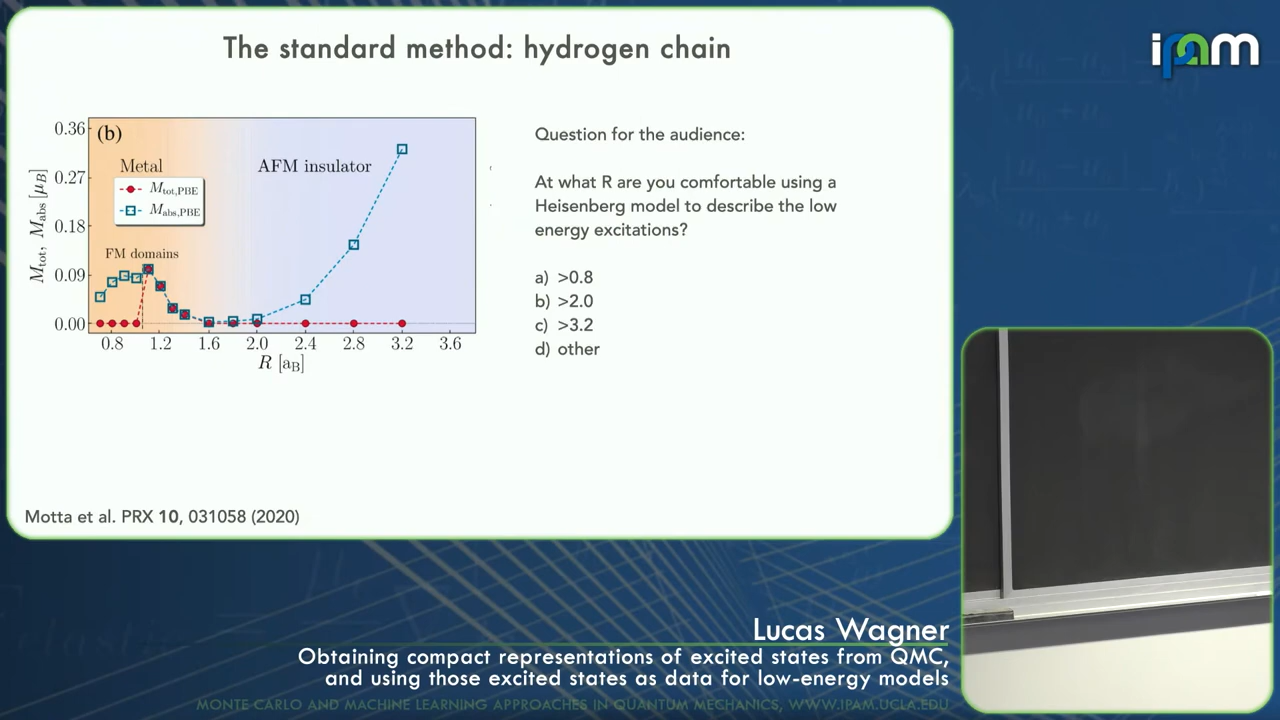 The standard method: hydrogen chain
ipam
(b)
Metal
AFM insulator
M_tot,PBE
M_abs,PBE
FM domains
M_tot, M_abs [μ_B]
0.36
0.27
0.18
0.09
0.00
0.8 1.2 1.6 2.0 2.4 2.8 3.2 3.6
R [a_B]
Question for the audience:
At what R are you comfortable using a
Heisenberg model to describe the low
energy excitations?
a) >0.8
b) >2.0
c) >3.2
d) other
Motta et al. PRX 10, 031058 (2020)
Lucas Wagner
Obtaining compact representations of excited states from QMC,
and using those excited states as data for low-energy models
MONTE CARLO AND MACHINE LEARNING APPROACHES IN QUANTUM MECHANICS, WWW.IPAM.UCLA.EDU